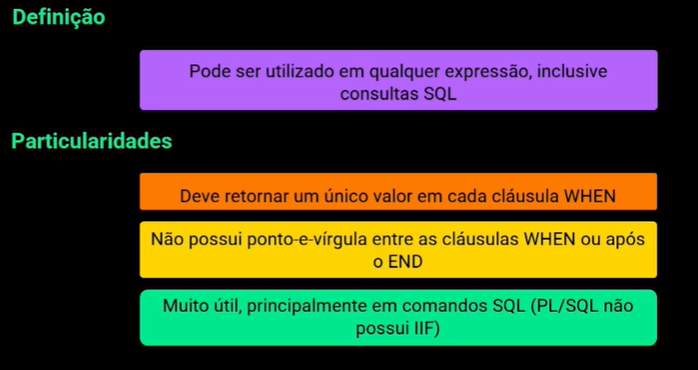 Definição
Pode ser utilizado em qualquer expressão, inclusive
consultas SQL
Particularidades
Deve retornar um único valor em cada cláusula WHEN
Não possui ponto-e-vírgula entre as cláusulas WHEN ou após
o END
Muito útil, principalmente em comandos SQL (PL/SQL não
possui IIF)